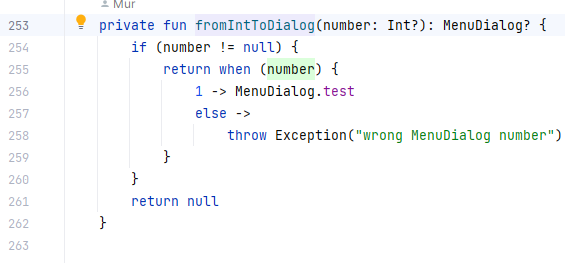 Mur
253 private fun fromIntToDialog(number: Int?): MenuDialog? {
254 if (number != null) {
255 return when (number) {
256 1 -> MenuDialog.test
257 else ->
258 throw Exception("wrong MenuDialog number")
259 }
260 }
261 return null
262 }
263